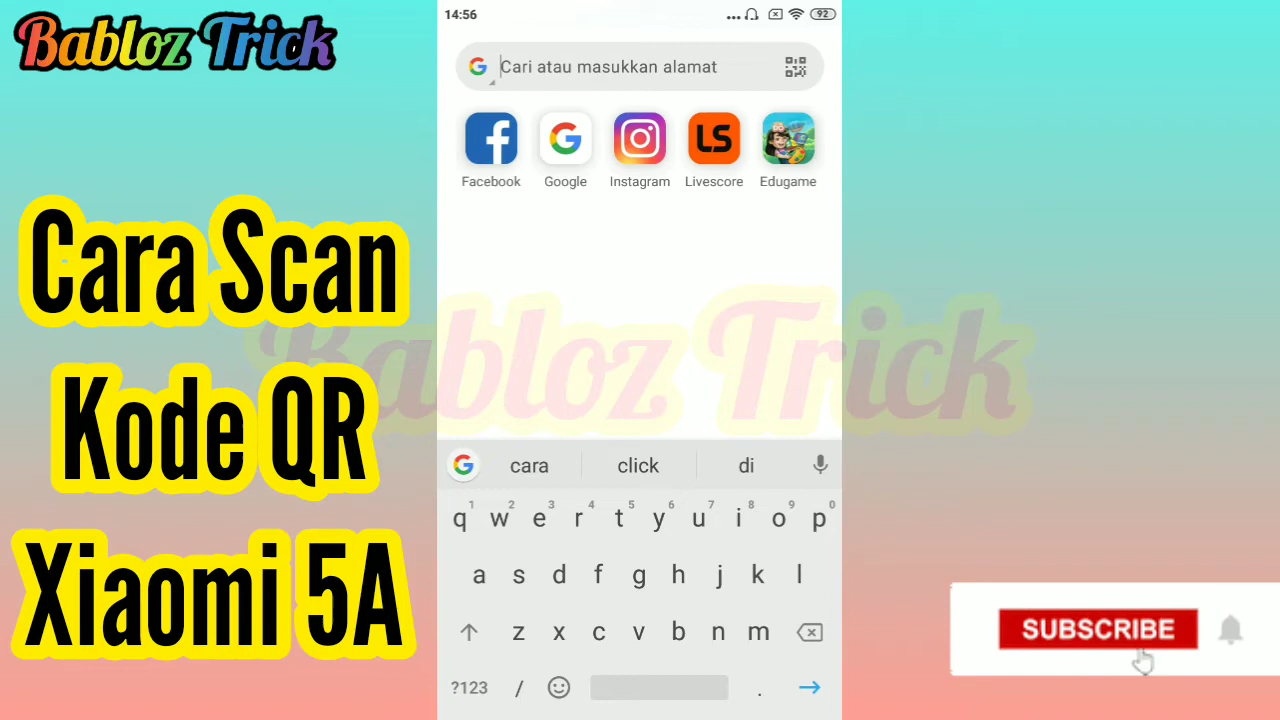 Babloz Trick
14:56
92
Cari atau masukkan alamat
LS
Facebook
Google
Instagram
Livescore
Edugame
Cara Scan
Kode QR
Xiaomi 5A
Babloz Trick
cara click di
1 2 3 4 5 6 7 8 9 0
q w e r t y u i o p
a s d f g h j k l
z x c v b n m
?123 / .
SUBSCRIBE